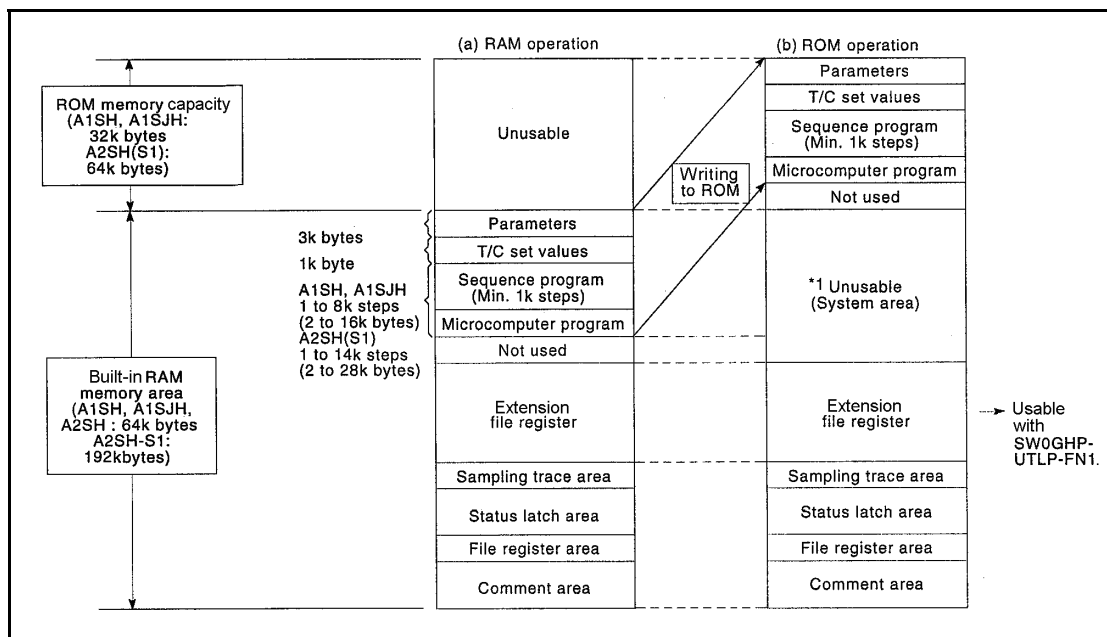 (a) RAM operation
(b) ROM operation
ROM memory capacity
(A1SH, A1SJH:
32k bytes
A2SH(S1):
64k bytes)
Unusable
Parameters
T/C set values
Sequence program
(Min. 1k steps)
Microcomputer program
Not used
Writing
to ROM
3k bytes
1k byte
A1SH, A1SJH
1 to 8k steps
(2 to 16k bytes)
A2SH(S1)
1 to 14k steps
(2 to 28k bytes)
Parameters
T/C set values
Sequence program
(Min. 1k steps)
Microcomputer program
Not used
*1 Unusable
(System area)
Built-in RAM
memory area
(A1SH, A1SJH,
A2SH : 64k bytes
A2SH-S1:
192kbytes)
Extension
file register
Sampling trace area
Status latch area
File register area
Comment area
Extension
file register
Sampling trace area
Status latch area
File register area
Comment area
Usable
with
SW0GHP-
UTLP-FN1.